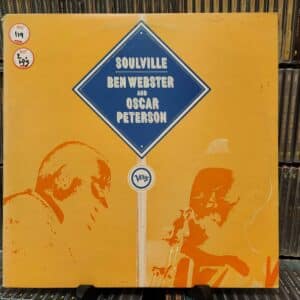 SOULVILLE
BEN WEBSTER
AND
OSCAR
PETERSON
Verve